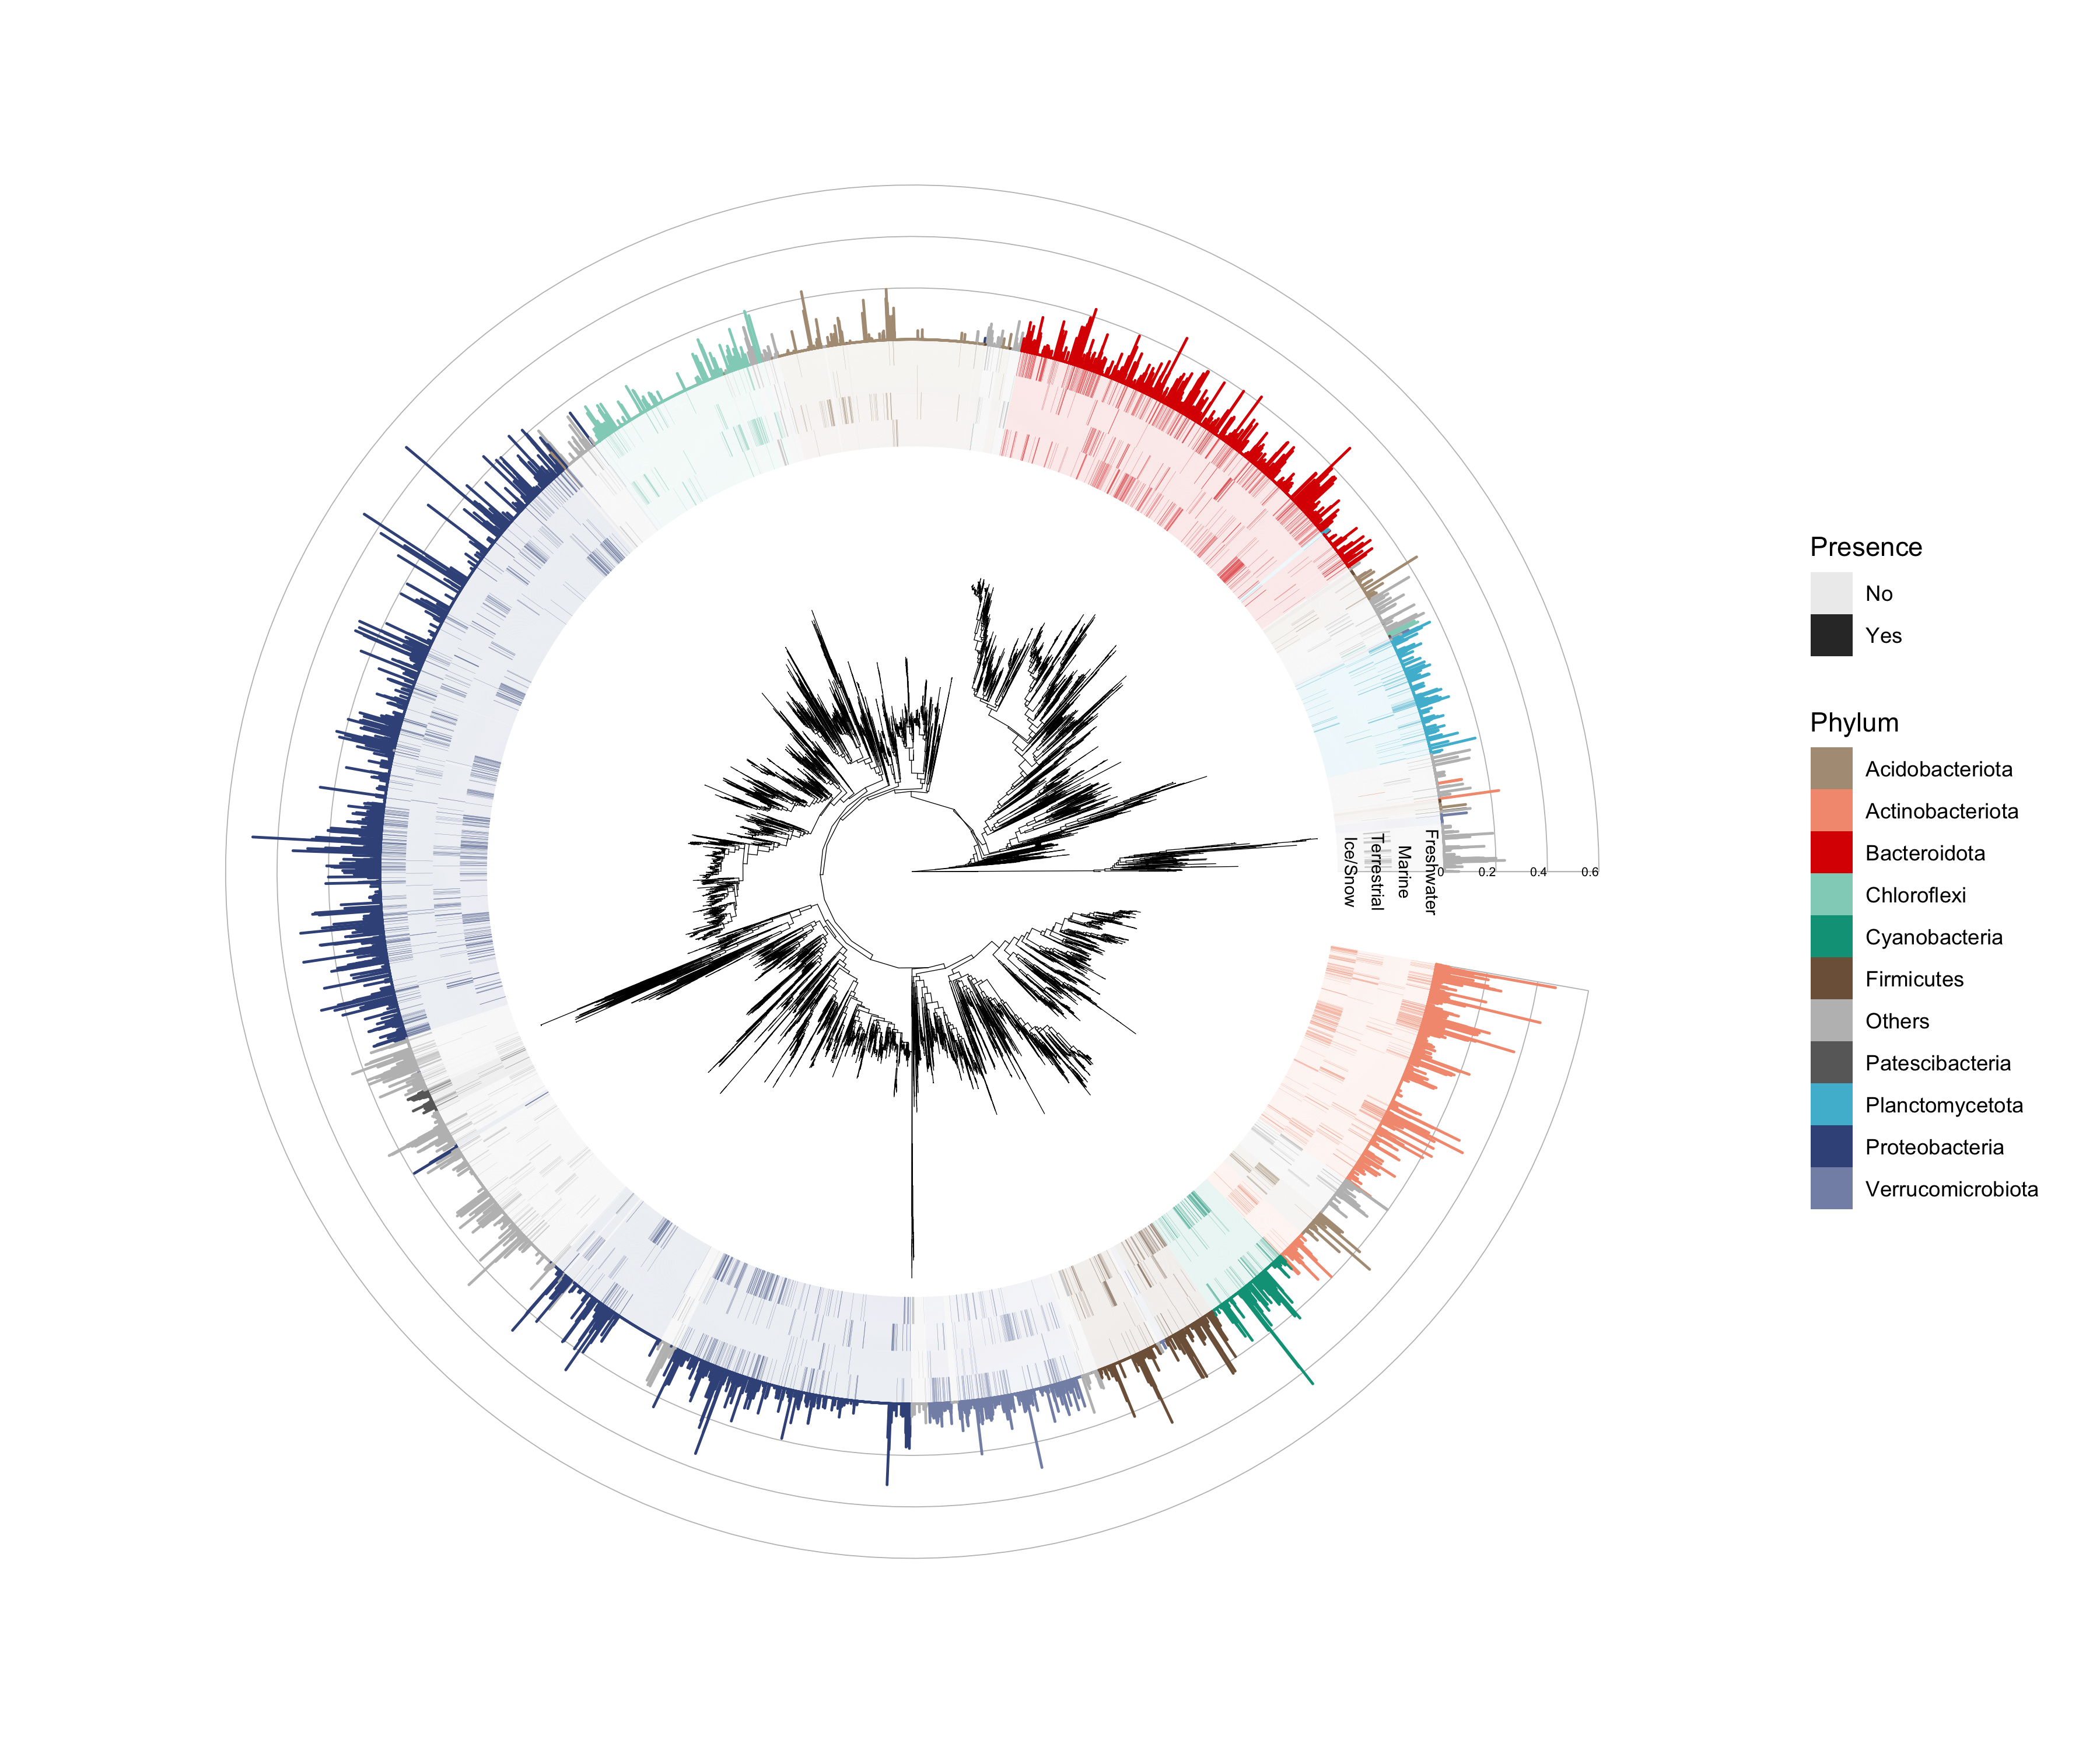 Freshwater
Marine
Terrestrial
Ice/Snow
0
0.2
0.4
0.6
Presence
No
Yes
Phylum
Acidobacteriota
Actinobacteriota
Bacteroidota
Chloroflexi
Cyanobacteria
Firmicutes
Others
Patescibacteria
Planctomycetota
Proteobacteria
Verrucomicrobiota